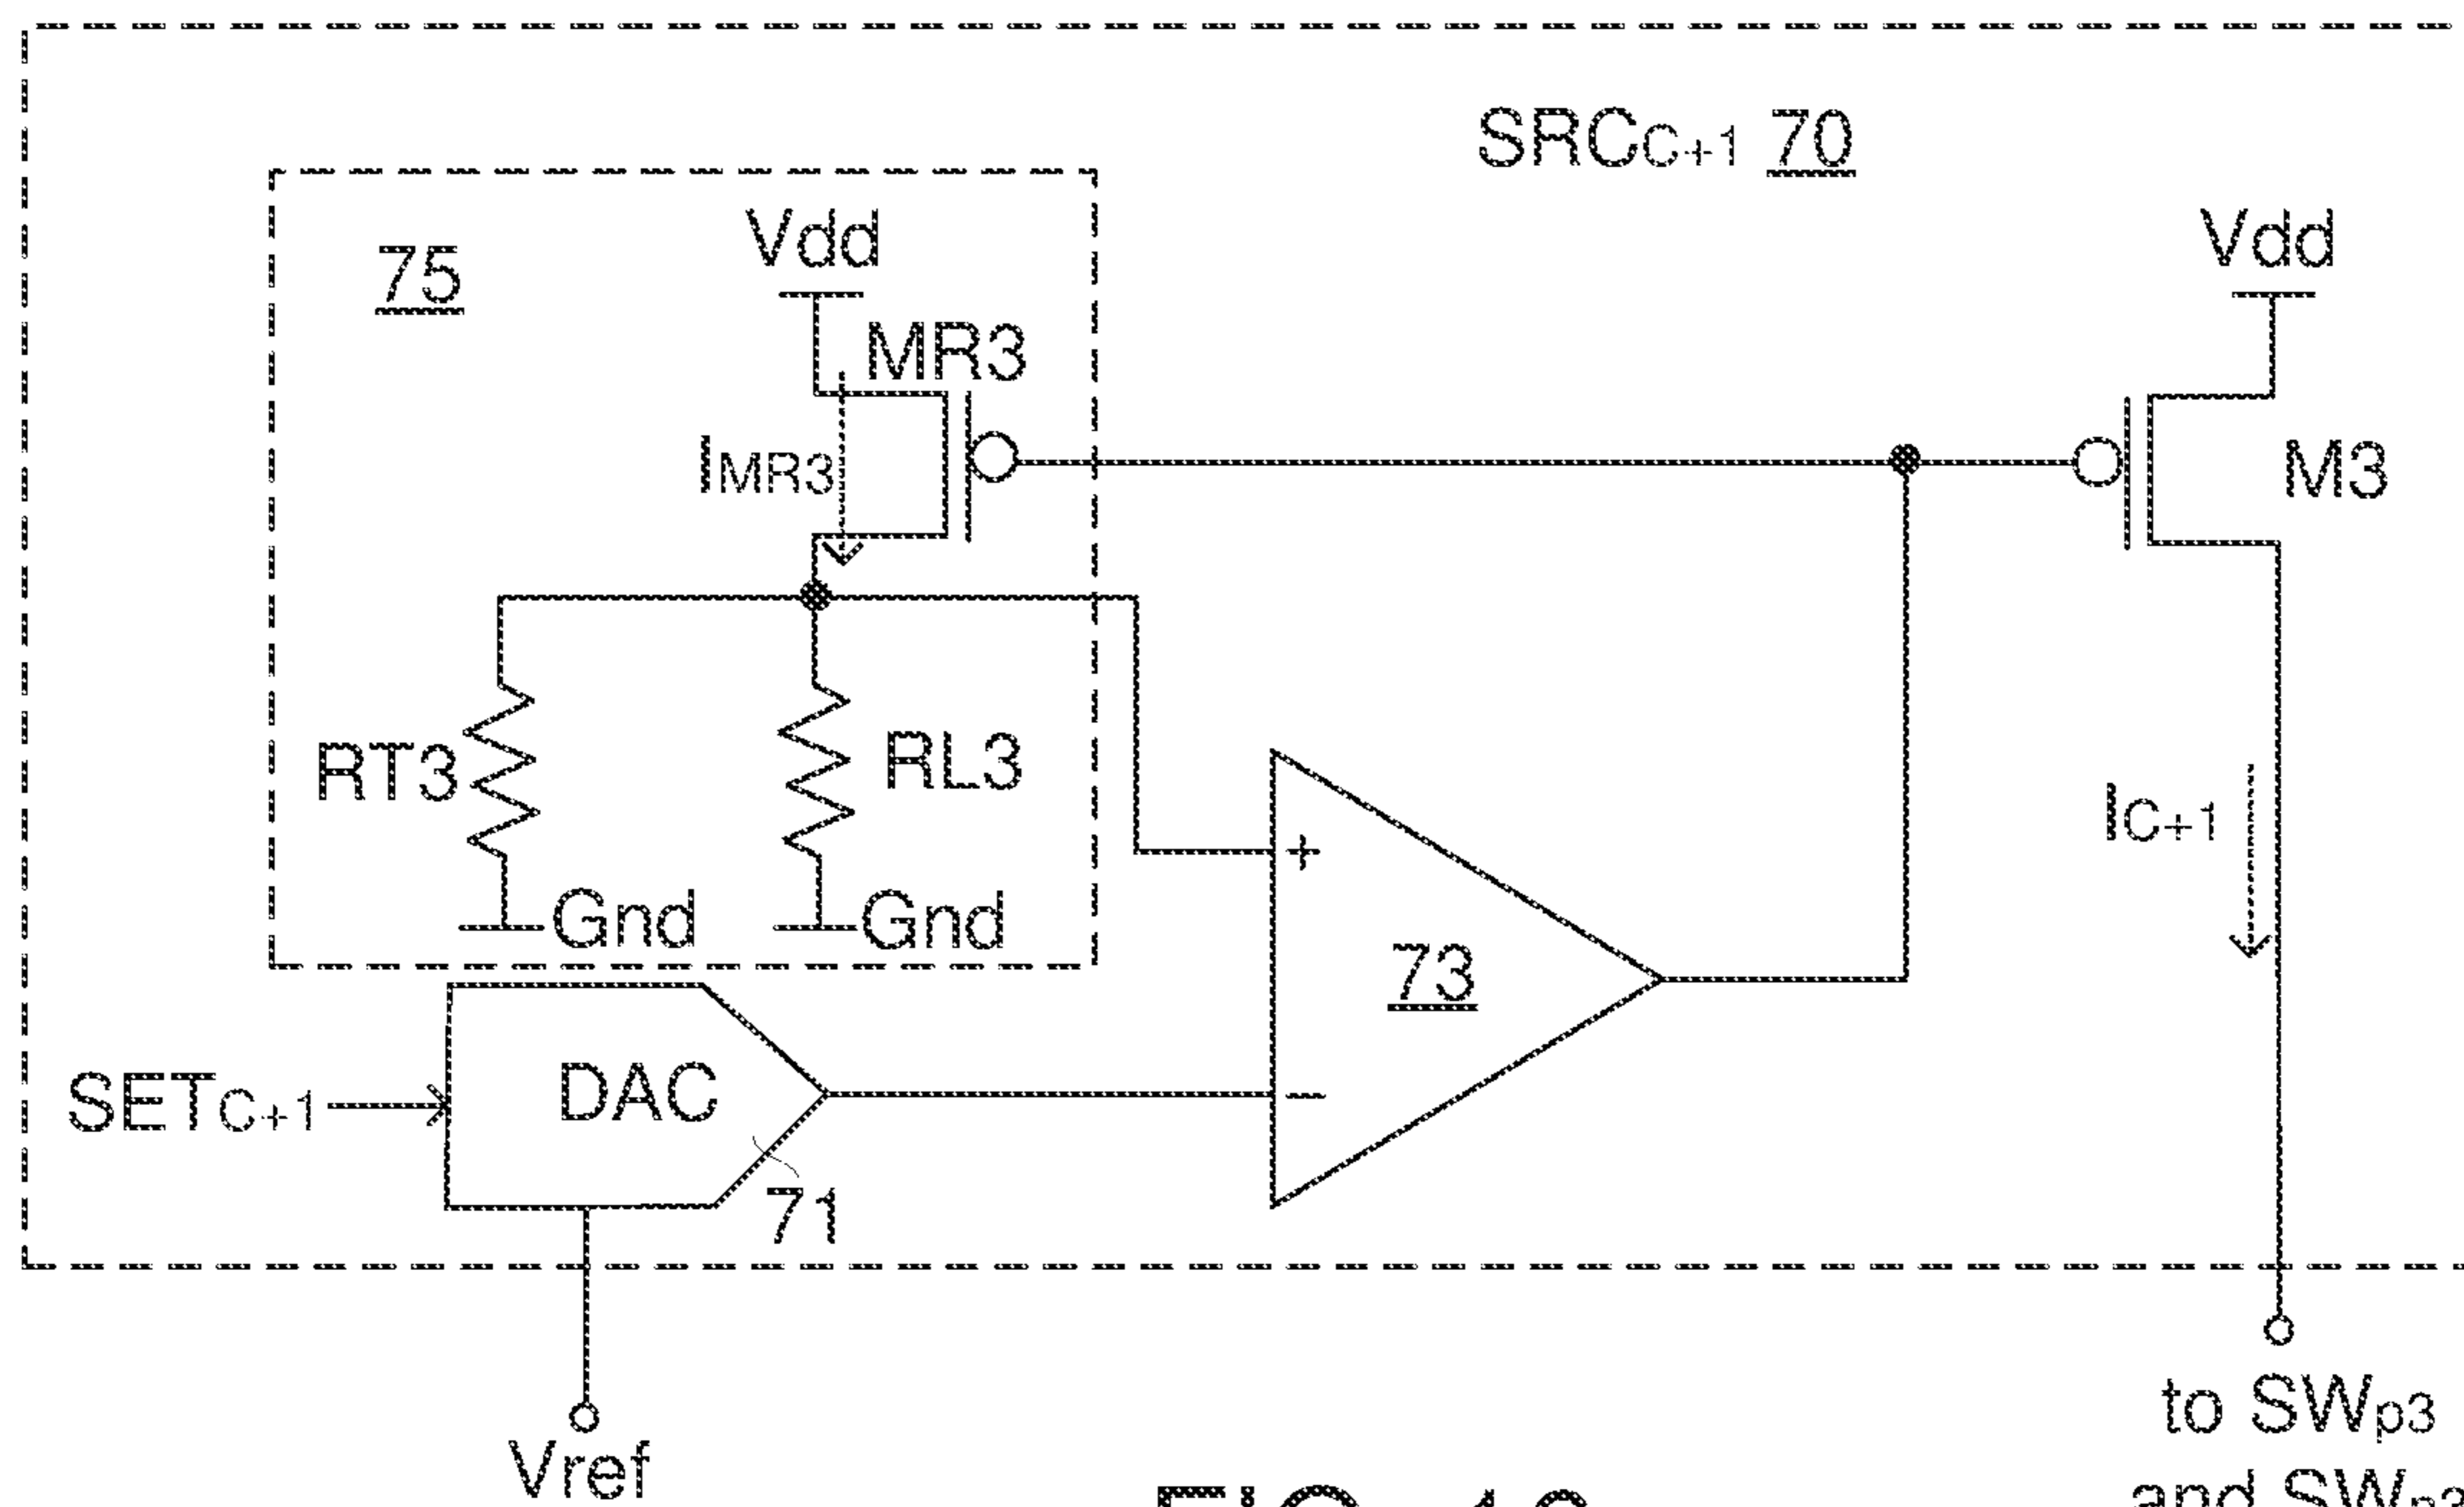 SRCC+1 70
75
Vdd
Vdd
MR3
IMR3
M3
RT3
RL3
IC+1
Gnd
Gnd
+
73
SETC+1
DAC
−
71
Vref
to SWp3
and